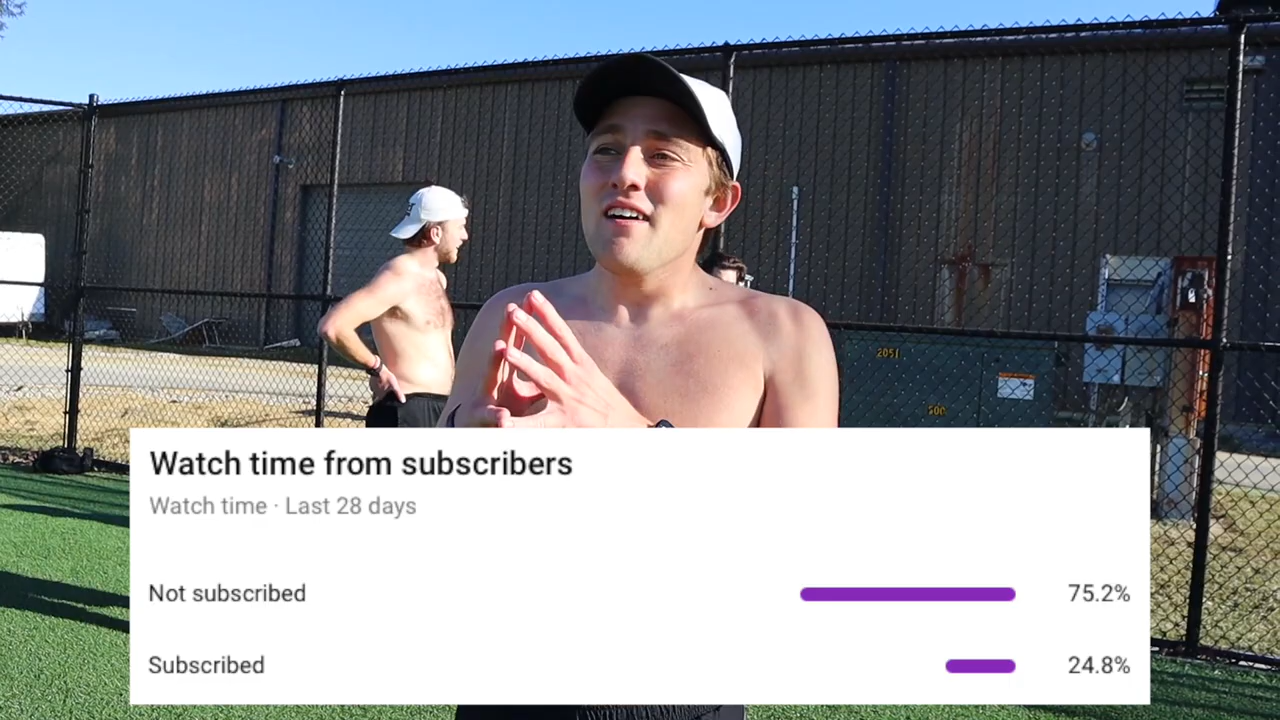 2051
500
Watch time from subscribers
Watch time · Last 28 days
Not subscribed 75.2%
Subscribed 24.8%